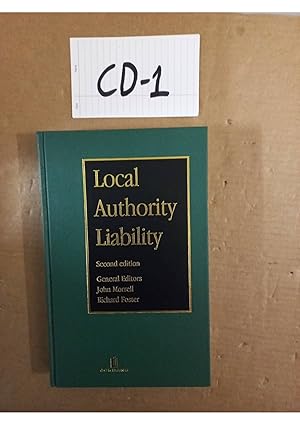 CD-1
Local
Authority
Liability
Second edition
General Editors
John Morrell
Richard Foster